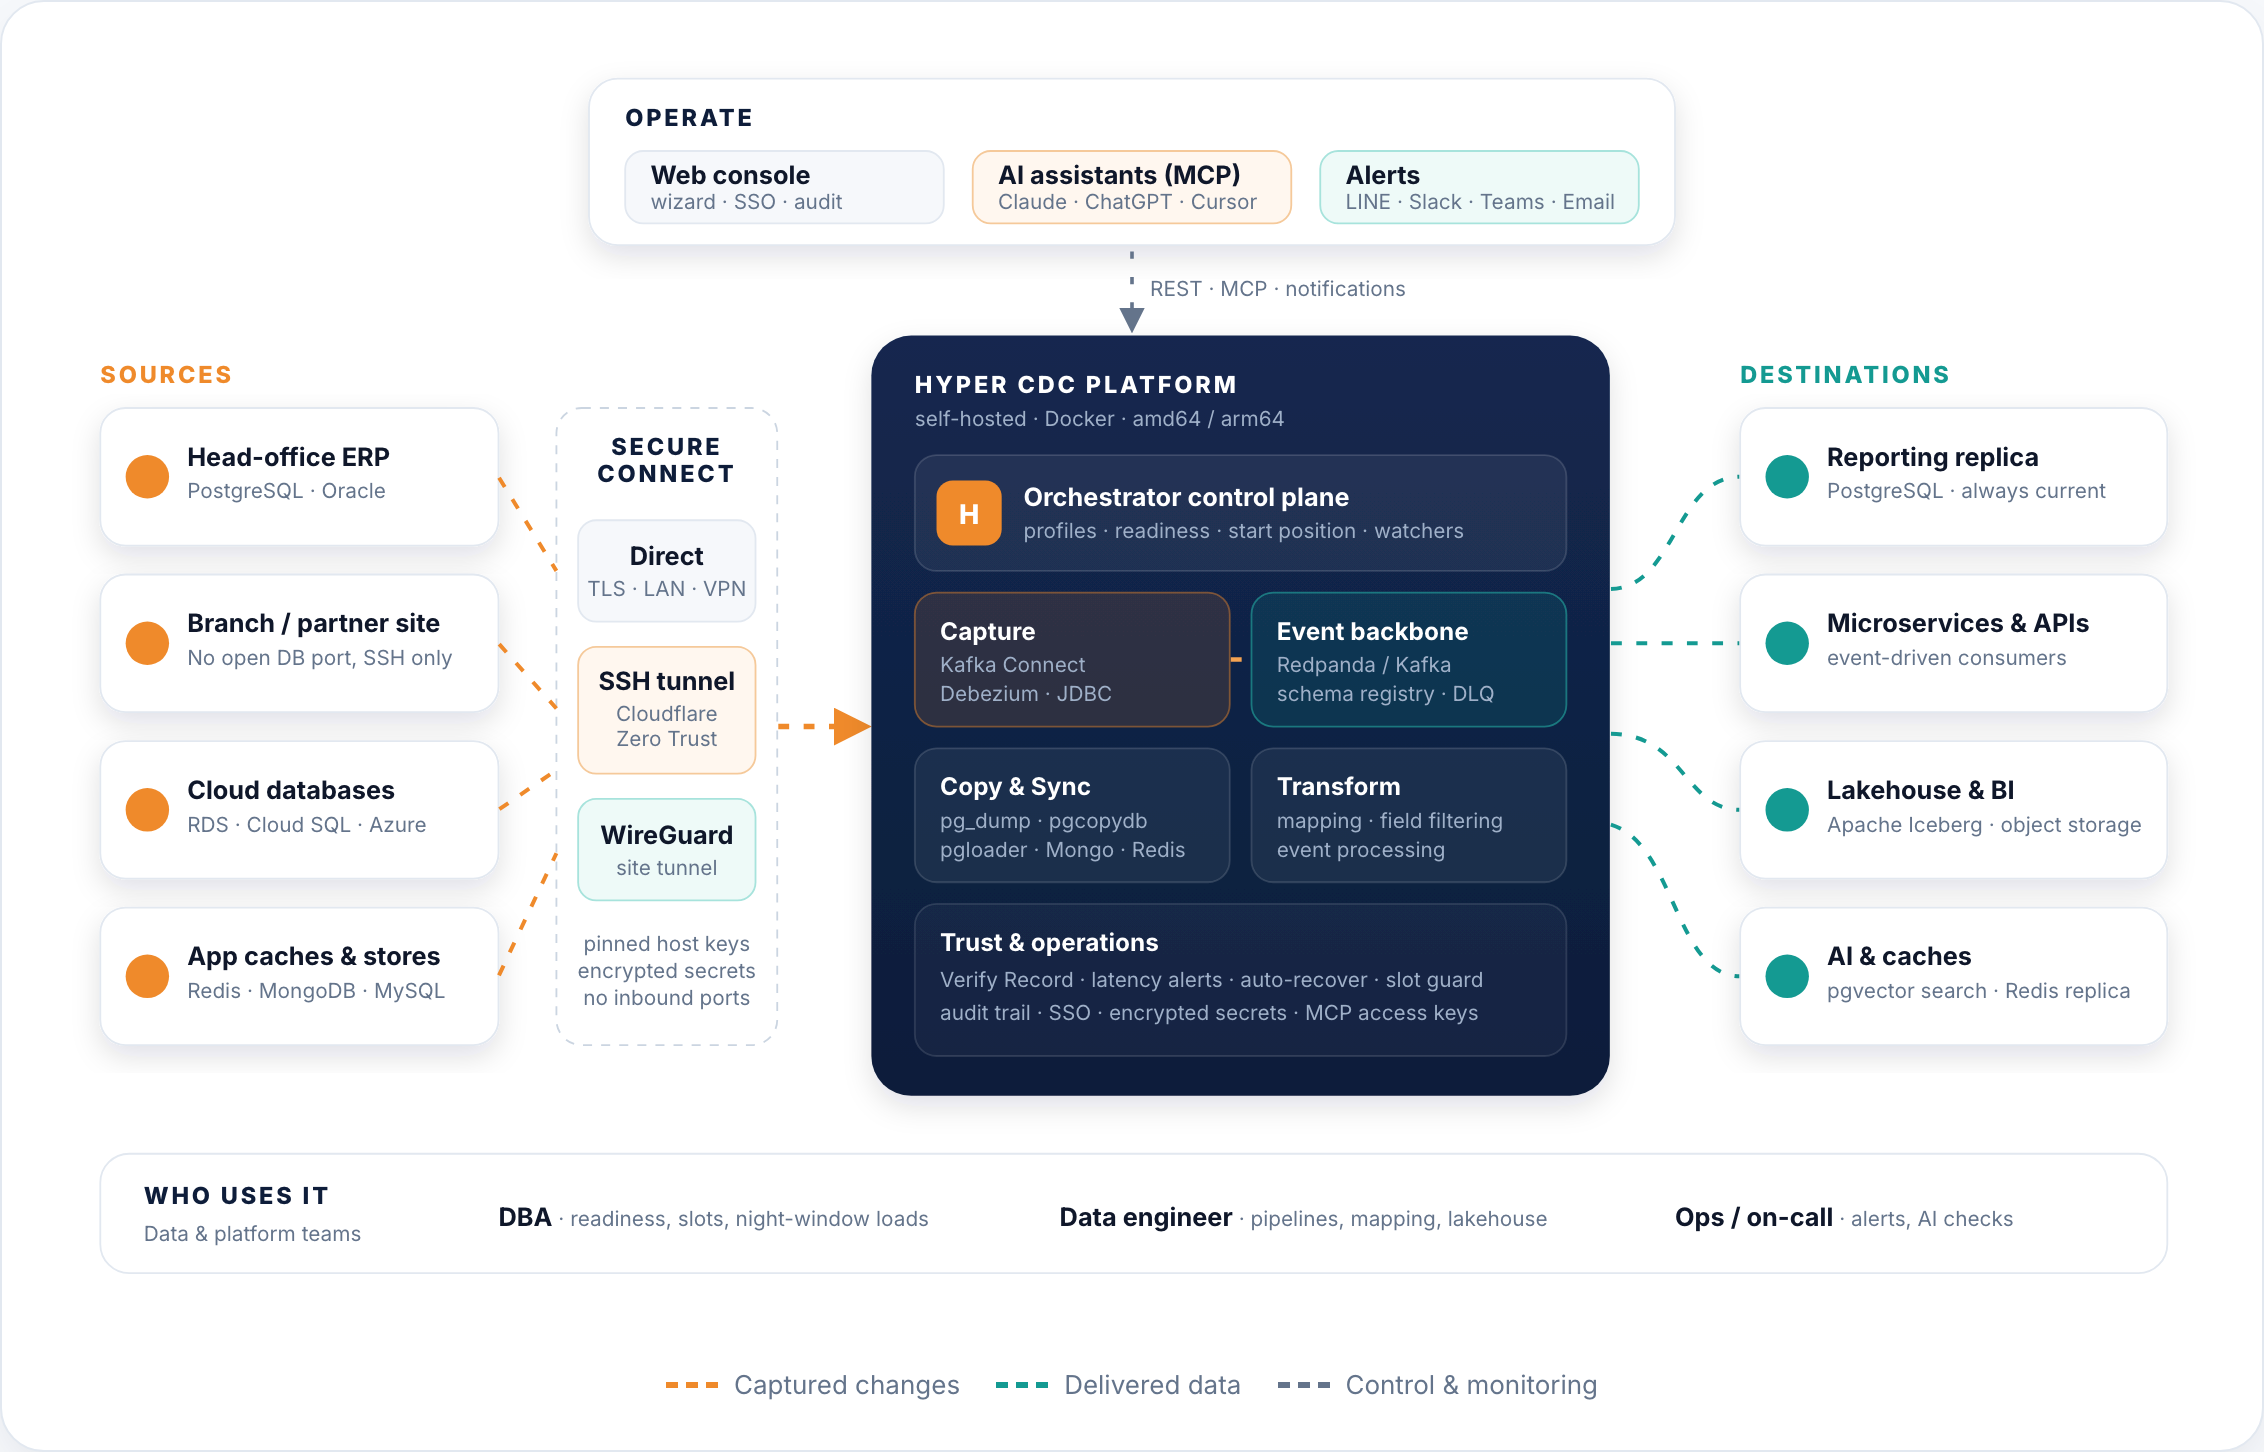 OPERATE
Web console
wizard · SSO · audit
AI assistants (MCP)
Claude · ChatGPT · Cursor
Alerts
LINE · Slack · Teams · Email
REST · MCP · notifications
SOURCES
Head-office ERP
PostgreSQL · Oracle
Branch / partner site
No open DB port, SSH only
Cloud databases
RDS · Cloud SQL · Azure
App caches & stores
Redis · MongoDB · MySQL
SECURE
CONNECT
Direct
TLS · LAN · VPN
SSH tunnel
Cloudflare
Zero Trust
WireGuard
site tunnel
pinned host keys
encrypted secrets
no inbound ports
HYPER CDC PLATFORM
self-hosted · Docker · amd64 / arm64
H
Orchestrator control plane
profiles · readiness · start position · watchers
Capture
Kafka Connect
Debezium · JDBC
Event backbone
Redpanda / Kafka
schema registry · DLQ
Copy & Sync
pg_dump · pgcopydb
pgloader · Mongo · Redis
Transform
mapping · field filtering
event processing
Trust & operations
Verify Record · latency alerts · auto-recover · slot guard
audit trail · SSO · encrypted secrets · MCP access keys
DESTINATIONS
Reporting replica
PostgreSQL · always current
Microservices & APIs
event-driven consumers
Lakehouse & BI
Apache Iceberg · object storage
AI & caches
pgvector search · Redis replica
WHO USES IT
Data & platform teams
DBA · readiness, slots, night-window loads
Data engineer · pipelines, mapping, lakehouse
Ops / on-call · alerts, AI checks
Captured changes
Delivered data
Control & monitoring